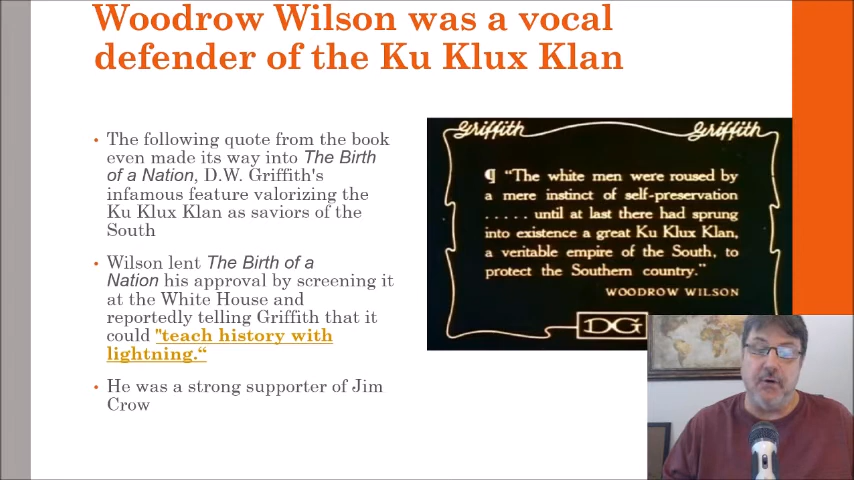 Woodrow Wilson was a vocal
defender of the Ku Klux Klan
• The following quote from the book
even made its way into The Birth
of a Nation, D.W. Griffith's
infamous feature valorizing the
Ku Klux Klan as saviors of the
South
• Wilson lent The Birth of a
Nation his approval by screening it
at the White House and
reportedly telling Griffith that it
could "teach history with
lightning.“
• He was a strong supporter of Jim
Crow
Griffith Griffith
¶ “The white men were roused by
a mere instinct of self-preservation
. . . . . until at last there had sprung
into existence a great Ku Klux Klan,
a veritable empire of the South, to
protect the Southern country.”
WOODROW WILSON
DG